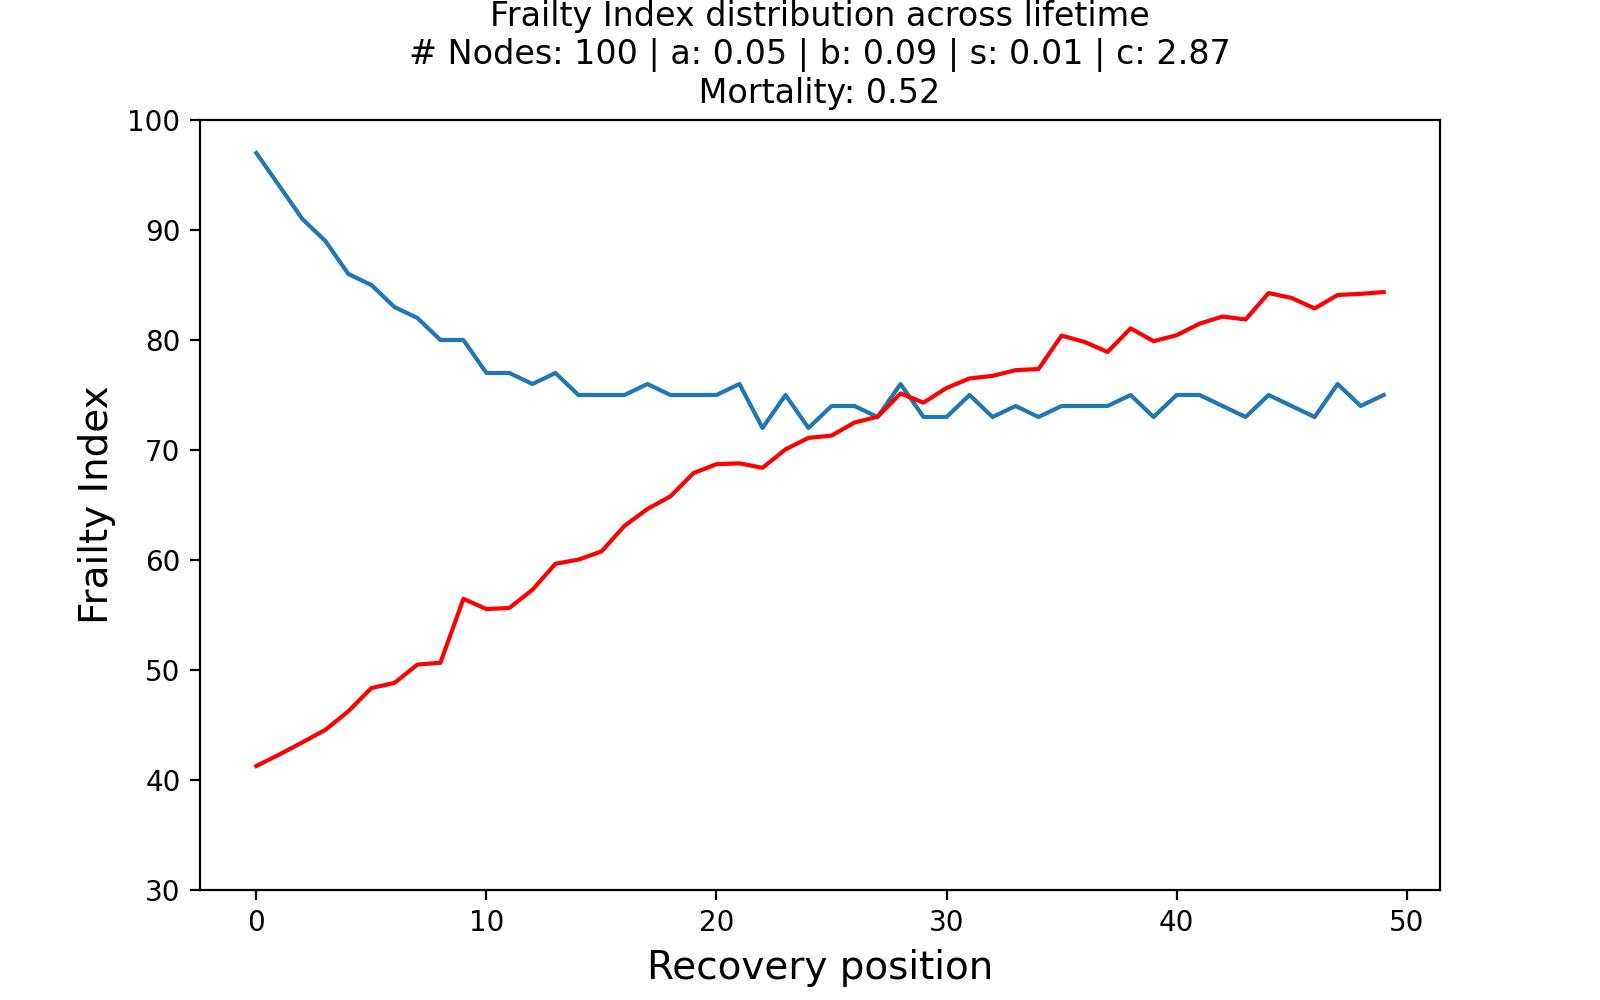 Frailty Index distribution across lifetime
# Nodes: 100 | a: 0.05 | b: 0.09 | s: 0.01 | c: 2.87
Mortality: 0.52
100
90
80
70
60
50
40
30
Frailty Index
0 10 20 30 40 50
Recovery position